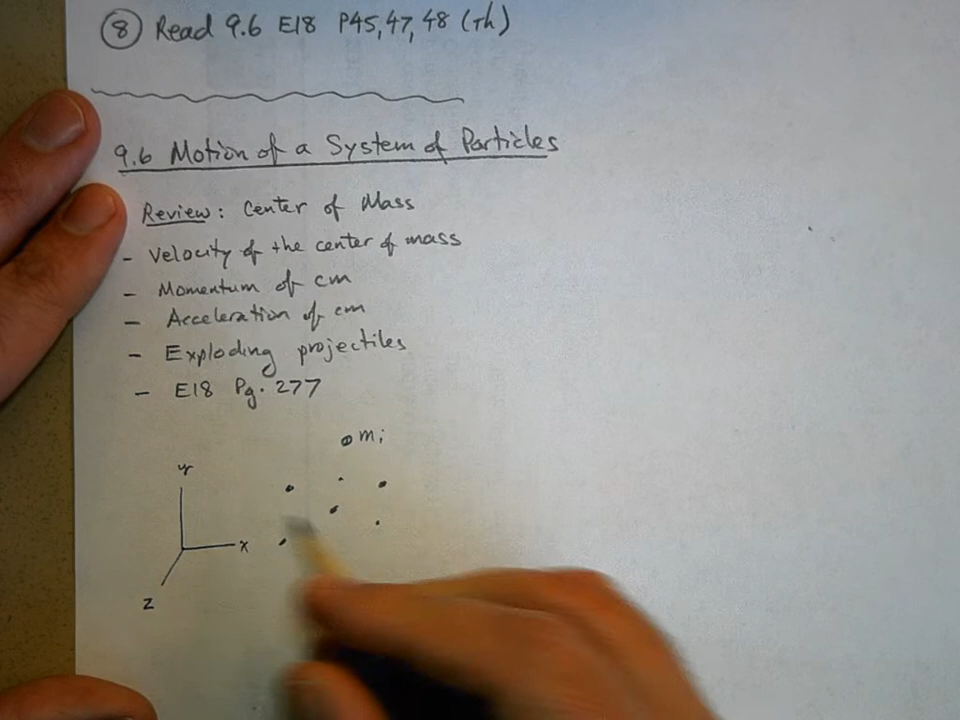 ⑧ Read 9.6 E18 P45,47,48 (Th)
9.6 Motion of a System of Particles
Review: Center of Mass
- Velocity of the center of mass
- Momentum of cm
- Acceleration of cm
- Exploding projectiles
- E18 Pg. 277
mi
y
x
z